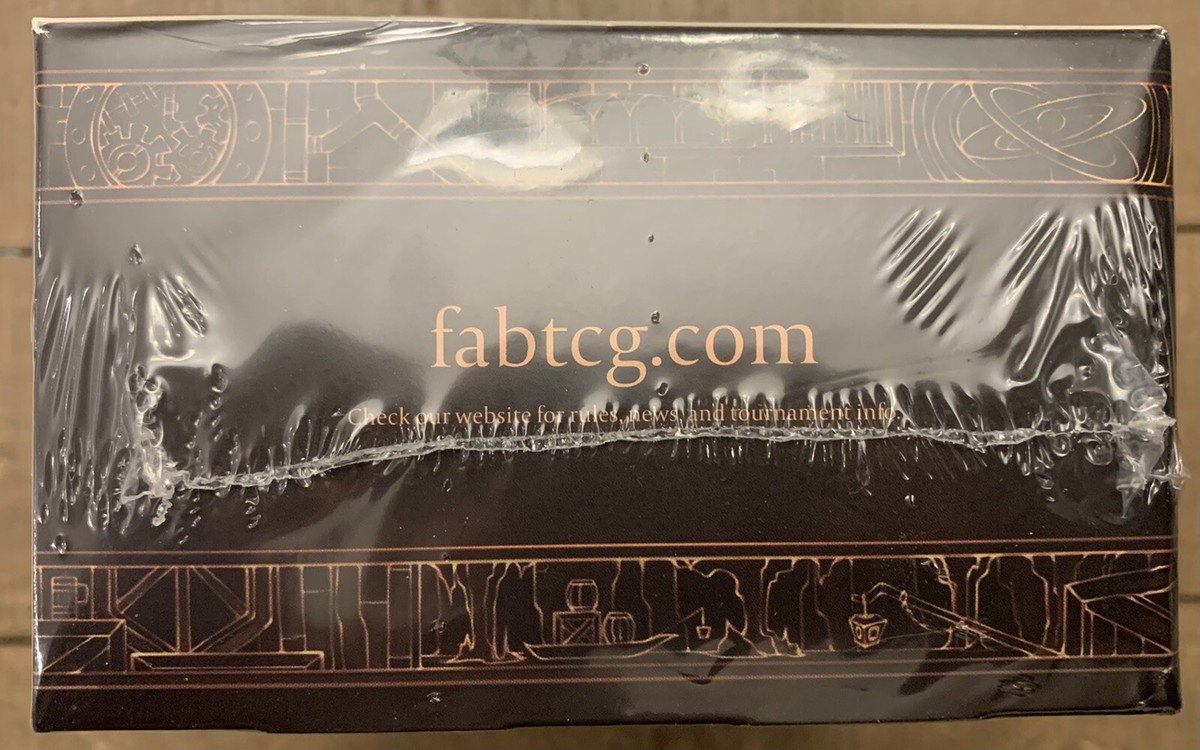 fabtcg.com
Check our website for rules, news, and tournament info.